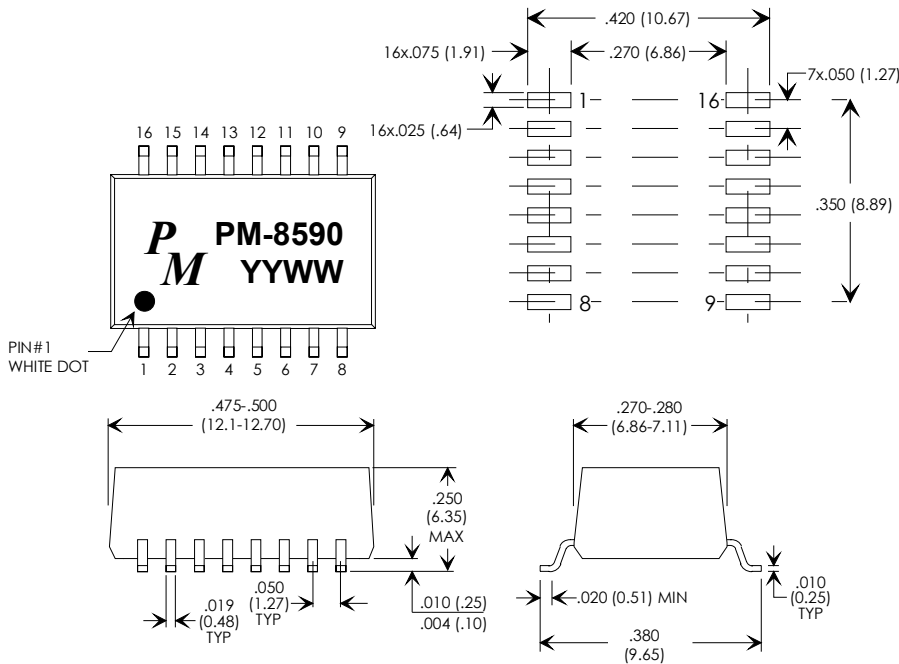 .420 (10.67)
16x.075 (1.91)
.270 (6.86)
7x.050 (1.27)
1
16
16x.025 (.64)
.350 (8.89)
8
9
16 15 14 13 12 11 10 9
P M
PM-8590
YYWW
PIN#1
WHITE DOT
1 2 3 4 5 6 7 8
.475-.500
(12.1-12.70)
.250
(6.35)
MAX
.019
(0.48)
TYP
.050
(1.27)
TYP
.010 (.25)
.004 (.10)
.270-.280
(6.86-7.11)
.020 (0.51) MIN
.010
(0.25)
TYP
.380
(9.65)